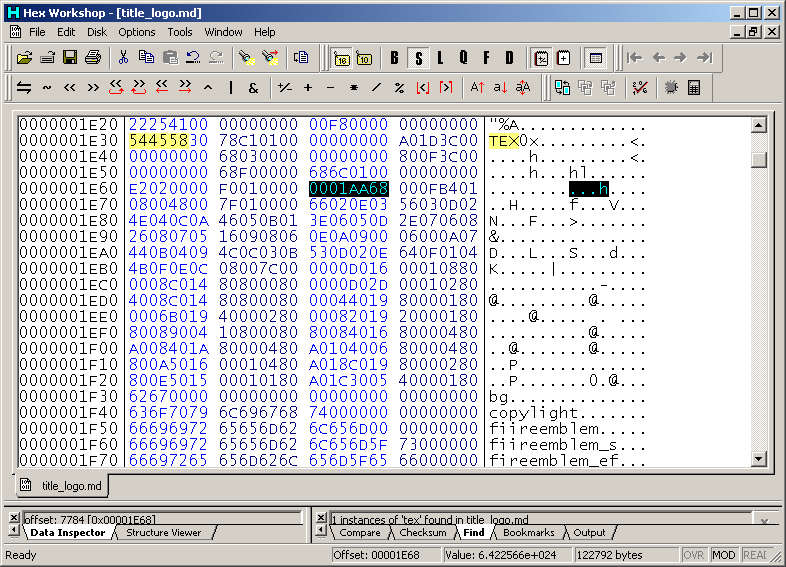 Hex Workshop - [title_logo.md]
File Edit Disk Options Tools Window Help
16 10 B S L Q F D
& +/- + - * / % A↑ a↓ aA
00000001E20 22254100 00000000 00F80000 00000000 "%A.............
00000001E30 54455830 78C10100 00000000 A01D3C00 TEX0x.........<.
00000001E40 00000000 68030000 00000000 800F3C00 ....h.........<.
00000001E50 00000000 68F00000 686C0100 00000000 ....h...hl......
00000001E60 E2020000 F0010000 0001AA68 000FB401 ...........h....
00000001E70 08004800 7F010000 66020E03 56030D02 ..H.....f...V...
00000001E80 4E040C0A 46050B01 3E06050D 2E070608 N...F...>.......
00000001E90 26080705 16090806 0E0A0900 06000A07 &...............
00000001EA0 440B0409 4C0C030B 530D020E 640F0104 D...L...S...d...
00000001EB0 4B0F0E0C 08007C00 0000D016 00010880 K.....|.........
00000001EC0 0008C014 80800080 0000D02D 00010280 ...........-....
00000001ED0 4008C014 80800080 00044019 80000180 @.........@.....
00000001EE0 0006B019 40000280 00082019 20000180 ....@..... . ...
00000001EF0 80089004 10800080 80084016 80000480 ..........@.....
00000001F00 A008401A 80000480 A0104006 80000480 ..@.......@.....
00000001F10 800A5016 00010480 A018C019 80000280 ..P.............
00000001F20 800E5015 00010180 A01C3005 40000180 ..P.......0.@...
00000001F30 62670000 00000000 00000000 00000000 bg..............
00000001F40 636F7079 6C696768 74000000 00000000 copylight.......
00000001F50 66696972 65656D62 6C656D00 00000000 fiireemblem.....
00000001F60 66696972 65656D62 6C656D5F 73000000 fiireemblem_s...
00000001F70 66697265 656D626C 656D5F65 66000000 fireemblem_ef...
title_logo.md
offset: 7784 [0x00001E68]
1 instances of 'tex' found in title_logo.md
Data Inspector Structure Viewer
Compare Checksum Find Bookmarks Output
Ready Offset: 00001E68 Value: 6.422566e+024 122792 bytes OVR MOD READ